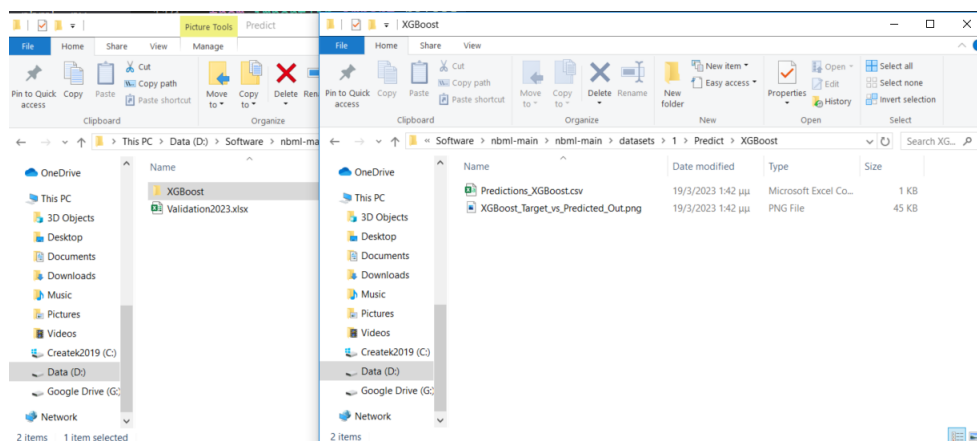 Picture Tools
Predict
File
Home
Share
View
Manage
Pin to Quick access
Copy
Paste
Cut
Copy path
Paste shortcut
Move to
Copy to
Delete
Ren
Clipboard
Organize
This PC > Data (D:) > Software > nbml-ma
OneDrive
This PC
3D Objects
Desktop
Documents
Downloads
Music
Pictures
Videos
Createk2019 (C:)
Data (D:)
Google Drive (G:)
Network
Name
XGBoost
Validation2023.xlsx
2 items 1 item selected
XGBoost
File
Home
Share
View
Pin to Quick access
Copy
Paste
Cut
Copy path
Paste shortcut
Move to
Copy to
Delete
Rename
New folder
New item
Easy access
Properties
Open
Edit
History
Select all
Select none
Invert selection
Clipboard
Organize
New
Open
Select
« Software > nbml-main > nbml-main > datasets > 1 > Predict > XGBoost
Search XG...
OneDrive
This PC
3D Objects
Desktop
Documents
Downloads
Music
Pictures
Videos
Createk2019 (C:)
Data (D:)
Google Drive (G:)
Network
Name Date modified Type Size
Predictions_XGBoost.csv 19/3/2023 1:42 μμ Microsoft Excel Co... 1 KB
XGBoost_Target_vs_Predicted_Out.png 19/3/2023 1:42 μμ PNG File 45 KB
2 items